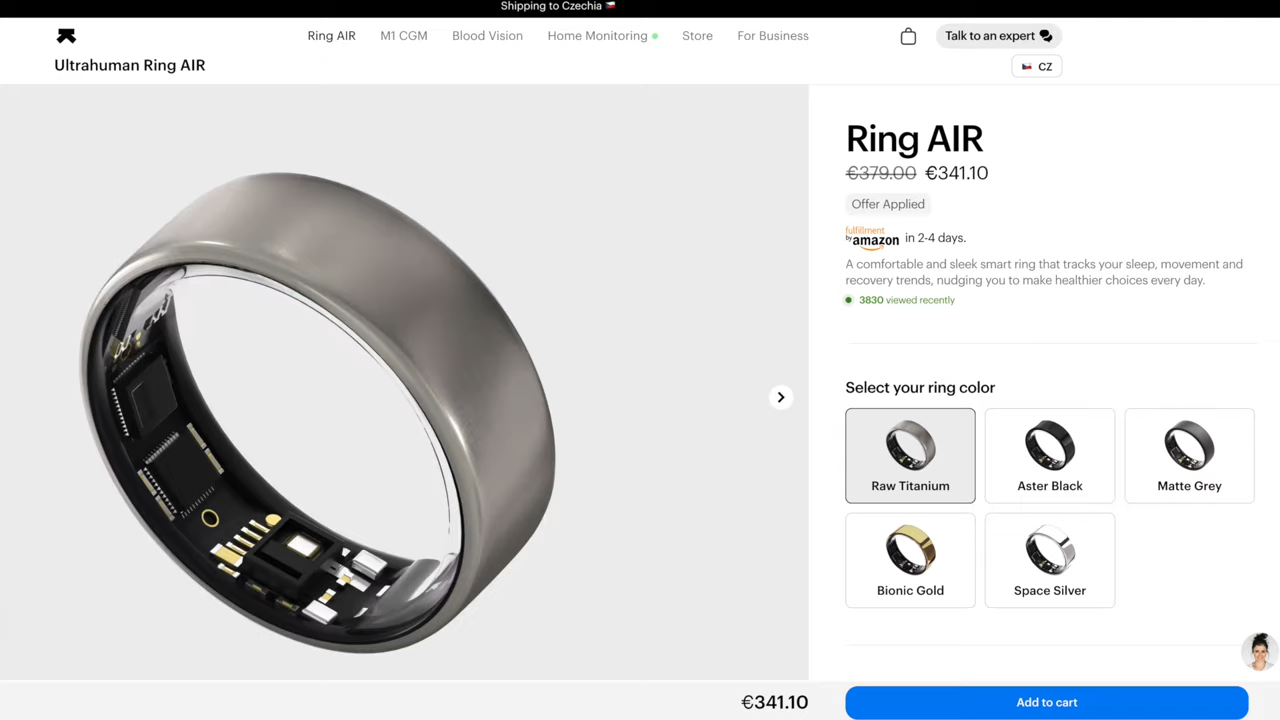 Shipping to Czechia 🇨🇿
Ring AIR
M1 CGM
Blood Vision
Home Monitoring
Store
For Business
Talk to an expert
Ultrahuman Ring AIR
CZ
Ring AIR
€379.00 €341.10
Offer Applied
fulfillment
by amazon in 2-4 days.
A comfortable and sleek smart ring that tracks your sleep, movement and
recovery trends, nudging you to make healthier choices every day.
3830 viewed recently
Select your ring color
Raw Titanium
Aster Black
Matte Grey
Bionic Gold
Space Silver
€341.10
Add to cart